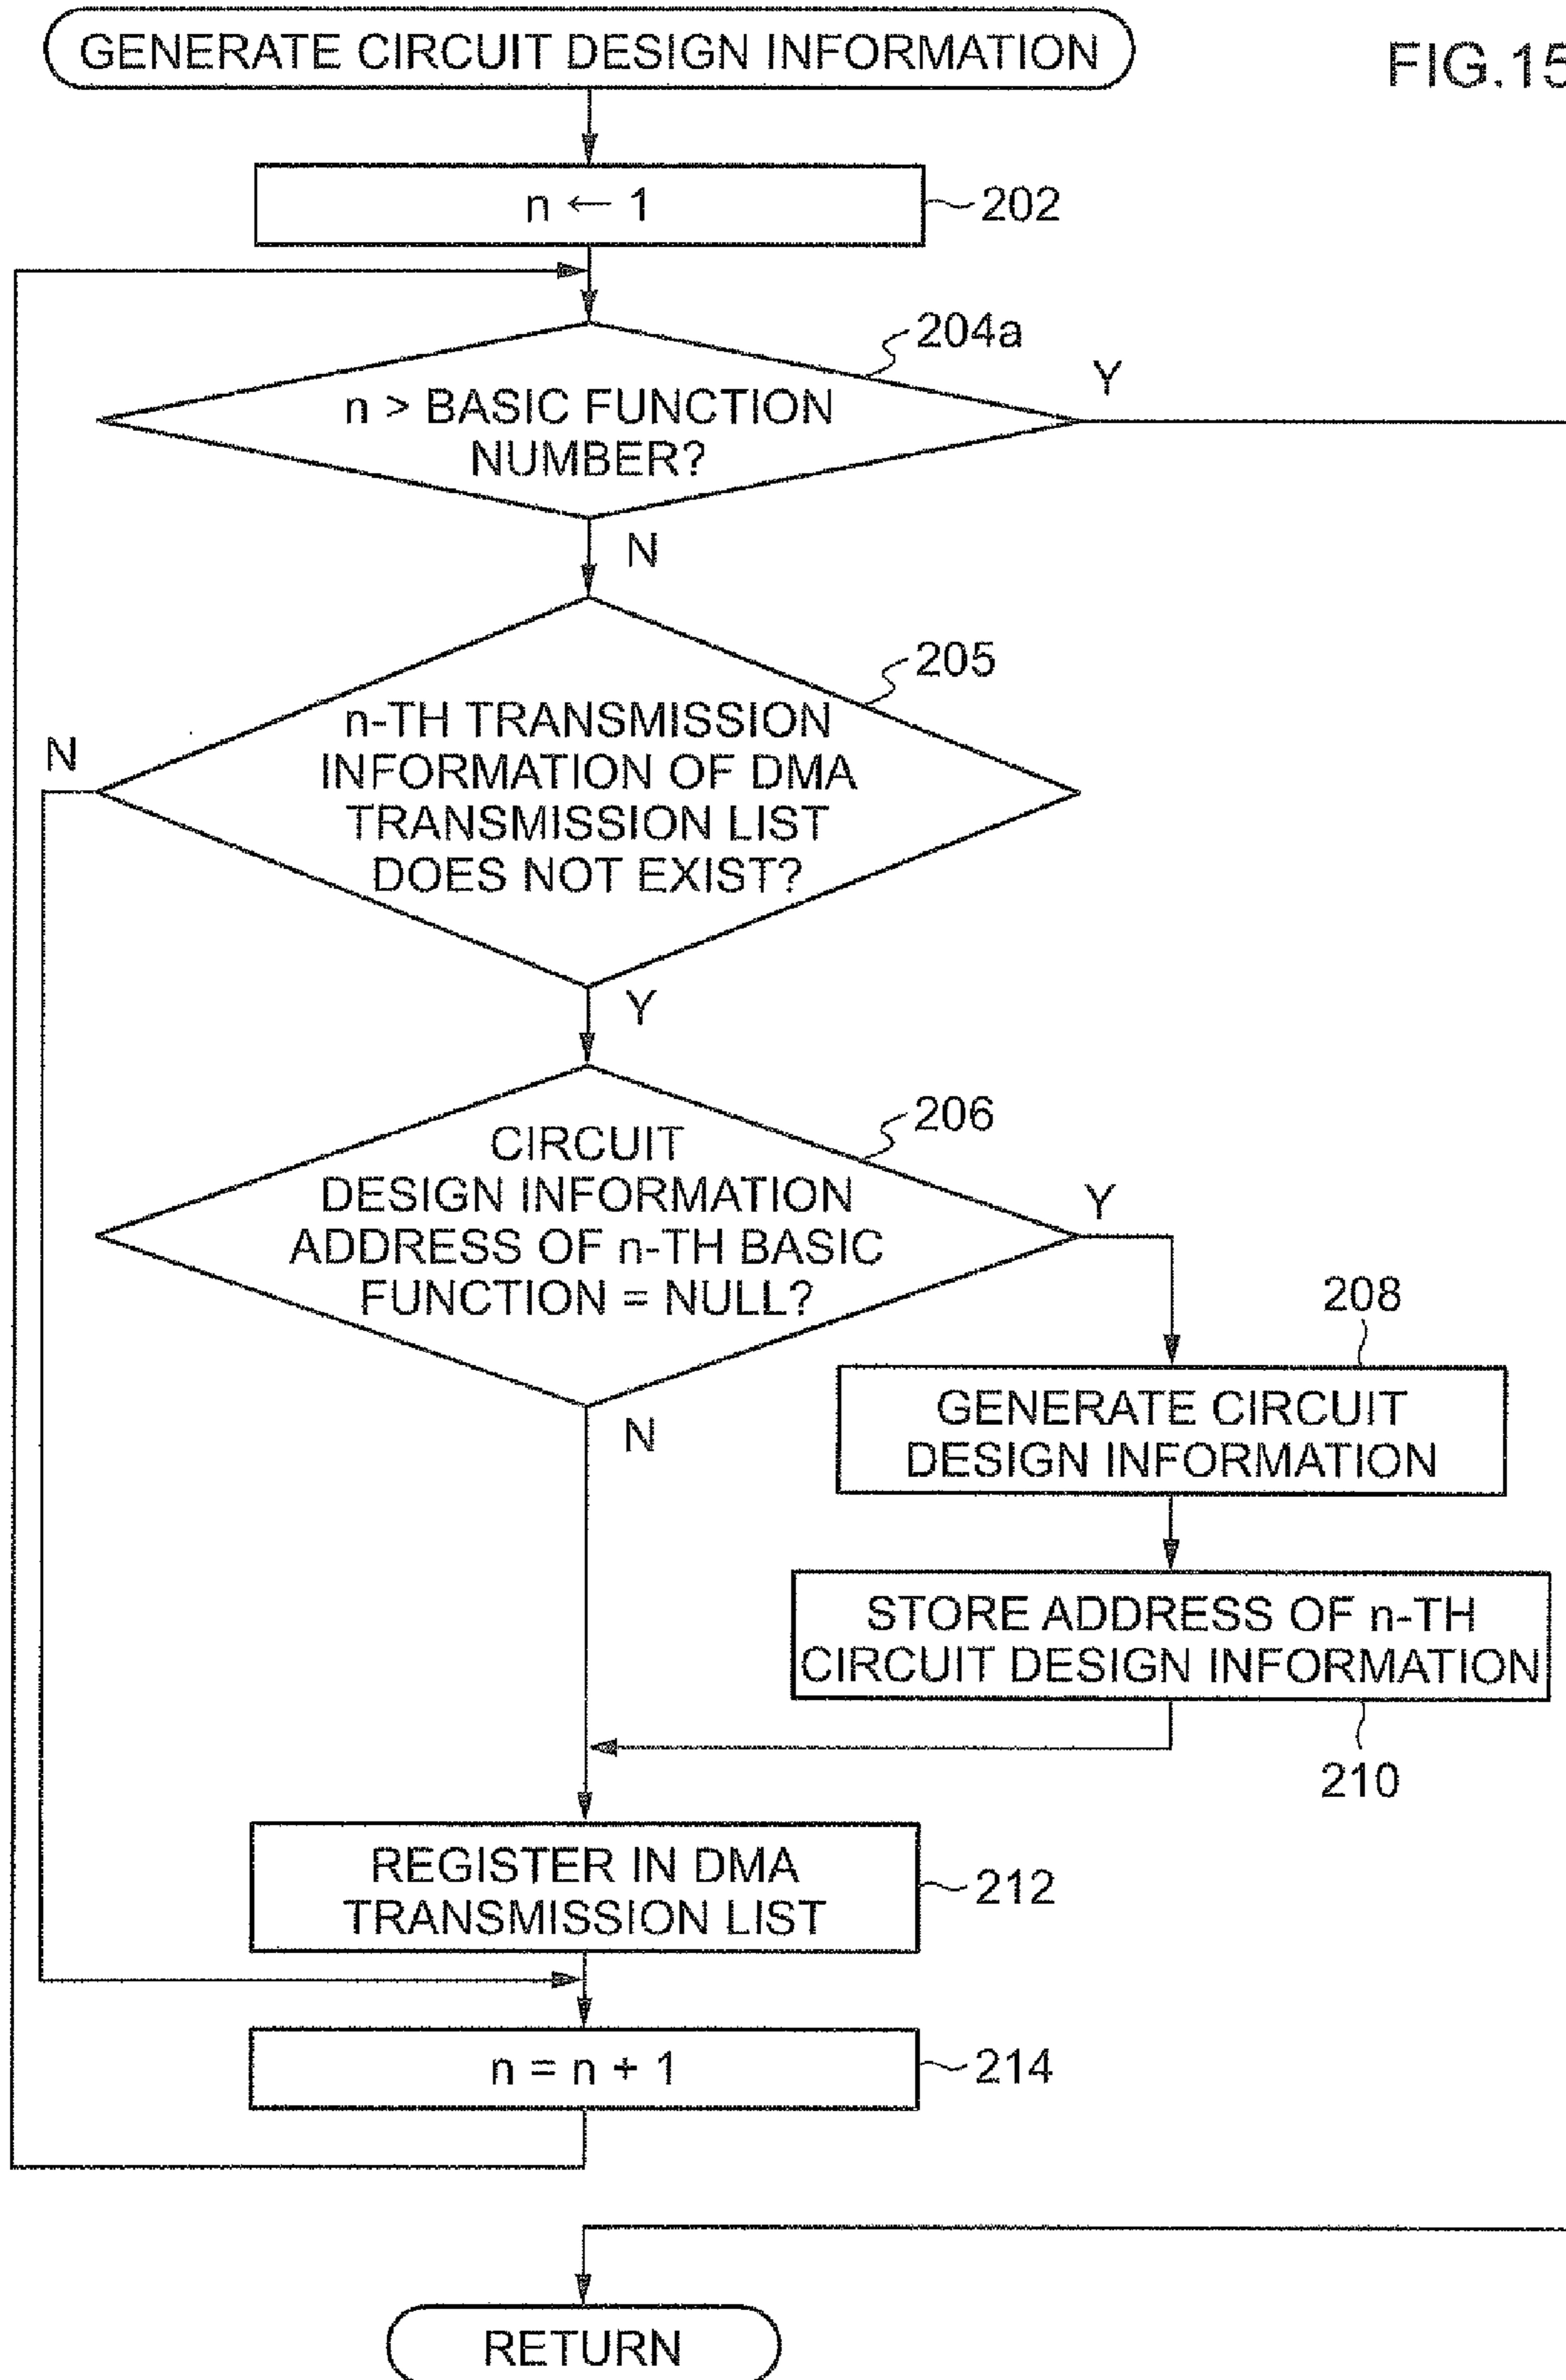 GENERATE CIRCUIT DESIGN INFORMATION
FIG.15
n ← 1
202
204a
n > BASIC FUNCTION
NUMBER?
Y
N
205
n-TH TRANSMISSION
INFORMATION OF DMA
TRANSMISSION LIST
DOES NOT EXIST?
N
Y
206
CIRCUIT
DESIGN INFORMATION
ADDRESS OF n-TH BASIC
FUNCTION = NULL?
Y
N
208
GENERATE CIRCUIT
DESIGN INFORMATION
STORE ADDRESS OF n-TH
CIRCUIT DESIGN INFORMATION
210
REGISTER IN DMA
TRANSMISSION LIST
212
n = n + 1
214
RETURN